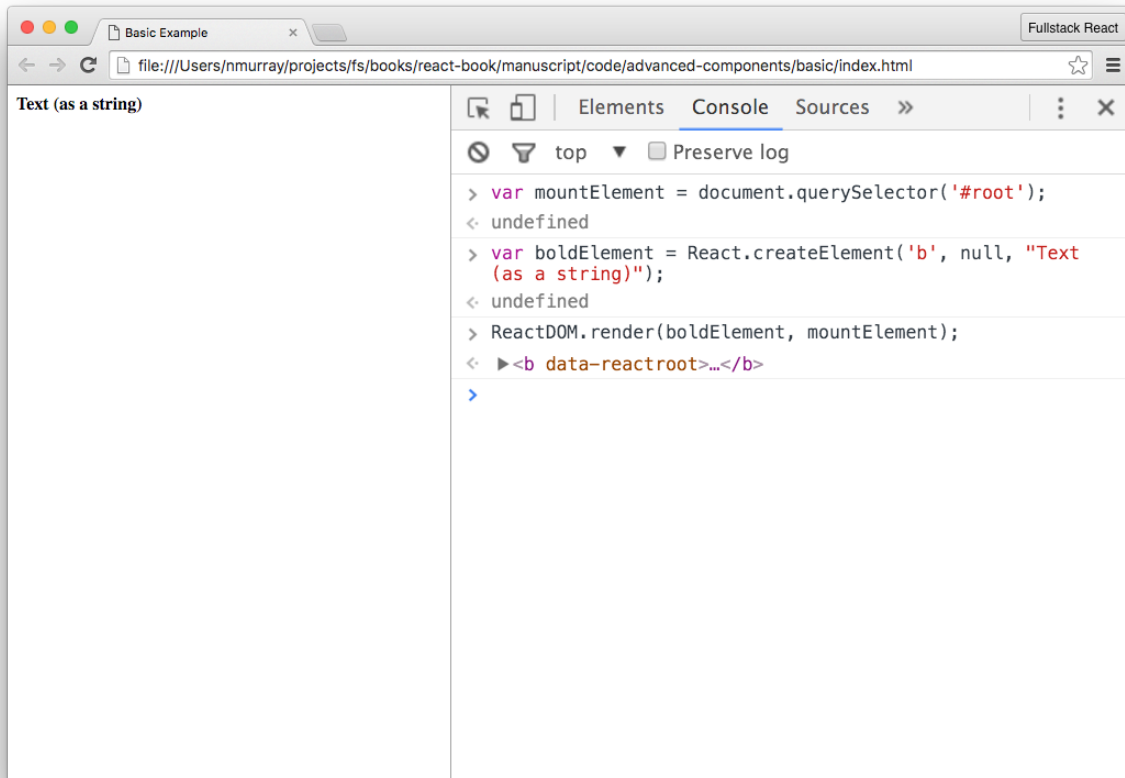 Basic Example
Fullstack React
file:///Users/nmurray/projects/fs/books/react-book/manuscript/code/advanced-components/basic/index.html
Text (as a string)
Elements Console Sources »
top ▼ Preserve log
> var mountElement = document.querySelector('#root');
undefined
> var boldElement = React.createElement('b', null, "Text
(as a string)");
undefined
> ReactDOM.render(boldElement, mountElement);
▶<b data-reactroot>…</b>
>